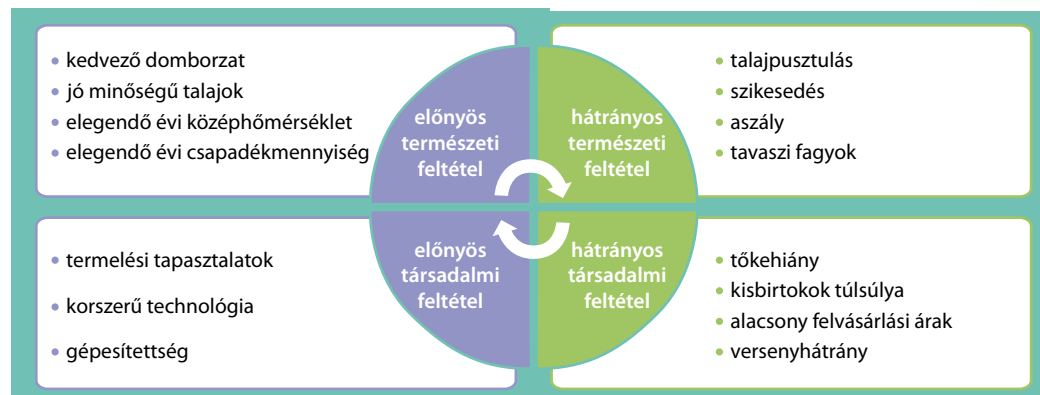 • kedvező domborzat
• jó minőségű talajok
• elegendő évi középhőmérséklet
• elegendő évi csapadékmennyiség
előnyös
természeti
feltétel
hátrányos
természeti
feltétel
• talajpusztulás
• szikesedés
• aszály
• tavaszi fagyok
• termelési tapasztalatok
• korszerű technológia
• gépesítettség
előnyös
társadalmi
feltétel
hátrányos
társadalmi
feltétel
• tőkehiány
• kisbirtokok túlsúlya
• alacsony felvásárlási árak
• versenyhátrány